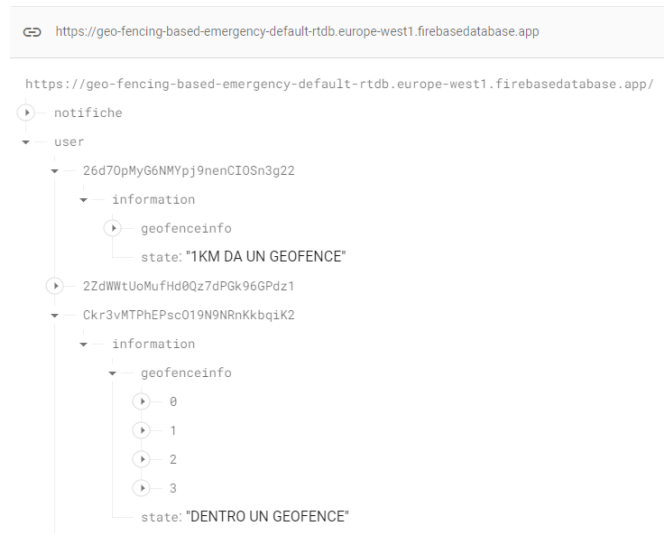 https://geo-fencing-based-emergency-default-rtdb.europe-west1.firebasedatabase.app
https://geo-fencing-based-emergency-default-rtdb.europe-west1.firebasedatabase.app/
notifiche
user
26d7OpMyG6NMYpj9nenCIOSn3g22
information
geofenceinfo
state: "1KM DA UN GEOFENCE"
2ZdWWtUoMufHd0Qz7dPGk96GPdz1
Ckr3vMTPhEPscO19N9NRnKkbqiK2
information
geofenceinfo
0
1
2
3
state: "DENTRO UN GEOFENCE"